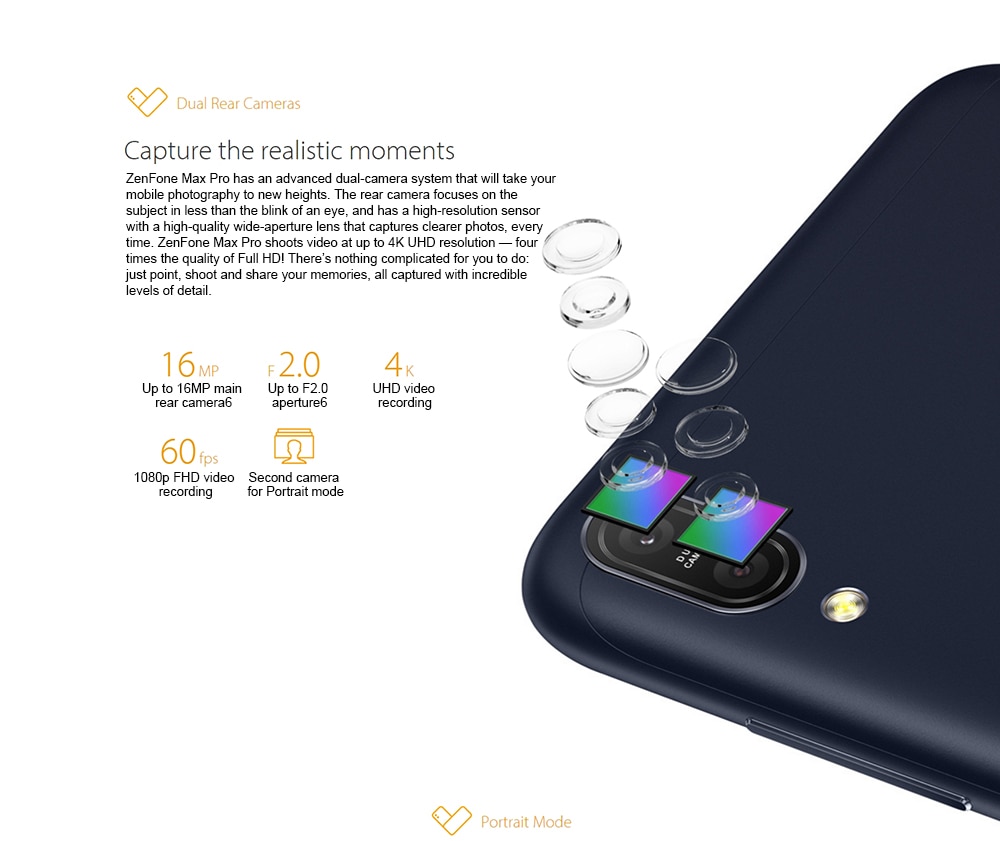 Dual Rear Cameras
Capture the realistic moments
ZenFone Max Pro has an advanced dual-camera system that will take your
mobile photography to new heights. The rear camera focuses on the
subject in less than the blink of an eye, and has a high-resolution sensor
with a high-quality wide-aperture lens that captures clearer photos, every
time. ZenFone Max Pro shoots video at up to 4K UHD resolution — four
times the quality of Full HD! There’s nothing complicated for you to do:
just point, shoot and share your memories, all captured with incredible
levels of detail.
16 MP
Up to 16MP main
rear camera6
F 2.0
Up to F2.0
aperture6
4 K
UHD video
recording
60 fps
1080p FHD video
recording
Second camera
for Portrait mode
Portrait Mode